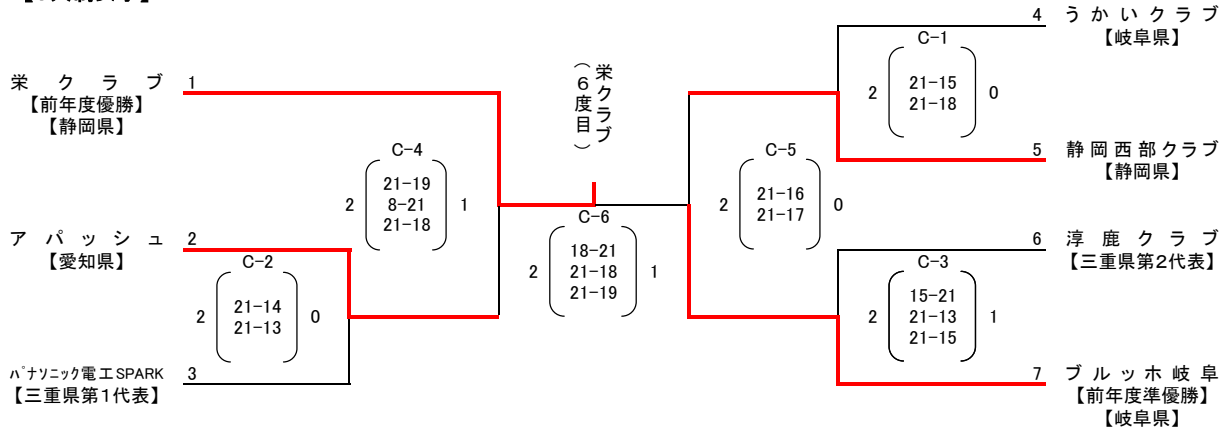 栄クラブ 1
【前年度優勝】
【静岡県】
アパッシュ 2
【愛知県】
パナソニック電工SPARK 3
【三重県第1代表】
C-2
2 21-14 0
21-13
C-4
21-19
2 8-21 1
21-18
栄クラブ
（6度目）
C-6
18-21
2 21-18 1
21-19
C-5
2 21-16 0
21-17
C-1
2 21-15 0
21-18
C-3
15-21
2 21-13 1
21-15
4 うかいクラブ
【岐阜県】
5 静岡西部クラブ
【静岡県】
6 淳鹿クラブ
【三重県第2代表】
7 ブルッホ岐阜
【前年度準優勝】
【岐阜県】